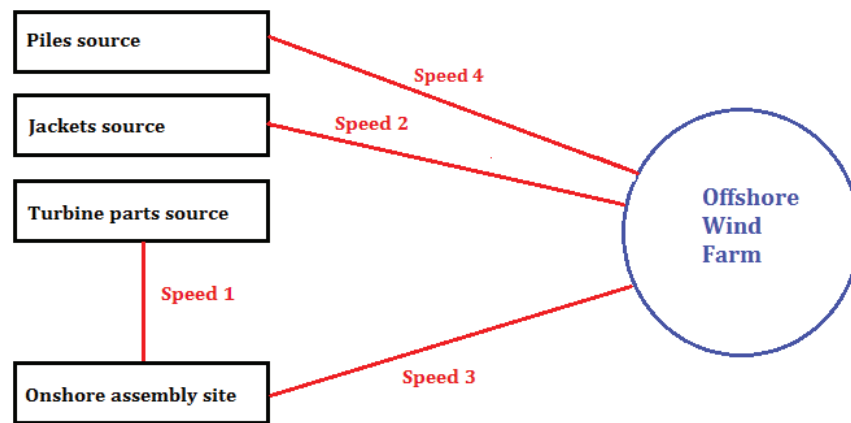 Piles source
Speed 4
Jackets source
Speed 2
Turbine parts source
Offshore
Wind
Farm
Speed 1
Speed 3
Onshore assembly site